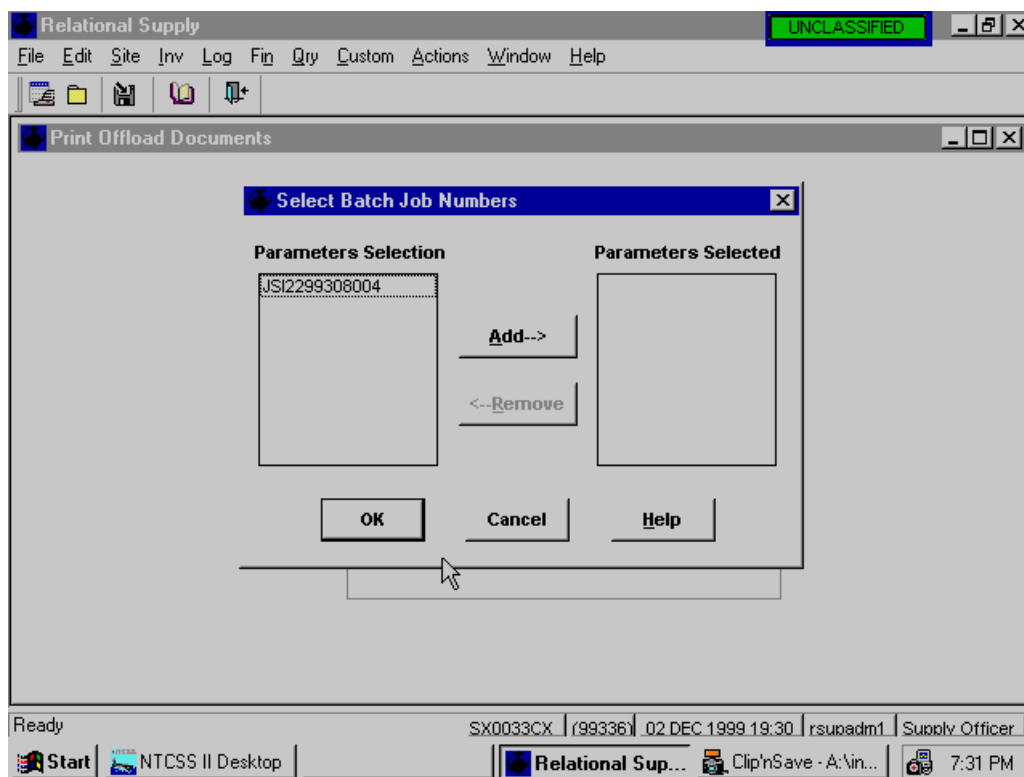 Relational Supply
UNCLASSIFIED
File Edit Site Inv Log Fin Qry Custom Actions Window Help
Print Offload Documents
Select Batch Job Numbers
Parameters Selection Parameters Selected
JSI2299308004
Add-->
<--Remove
OK Cancel Help
Ready SX0033CX (99336) 02 DEC 1999 19:30 rsupadm1 Supply Officer
Start NTCSS II Desktop Relational Sup... Clip'nSave - A:\in... 7:31 PM